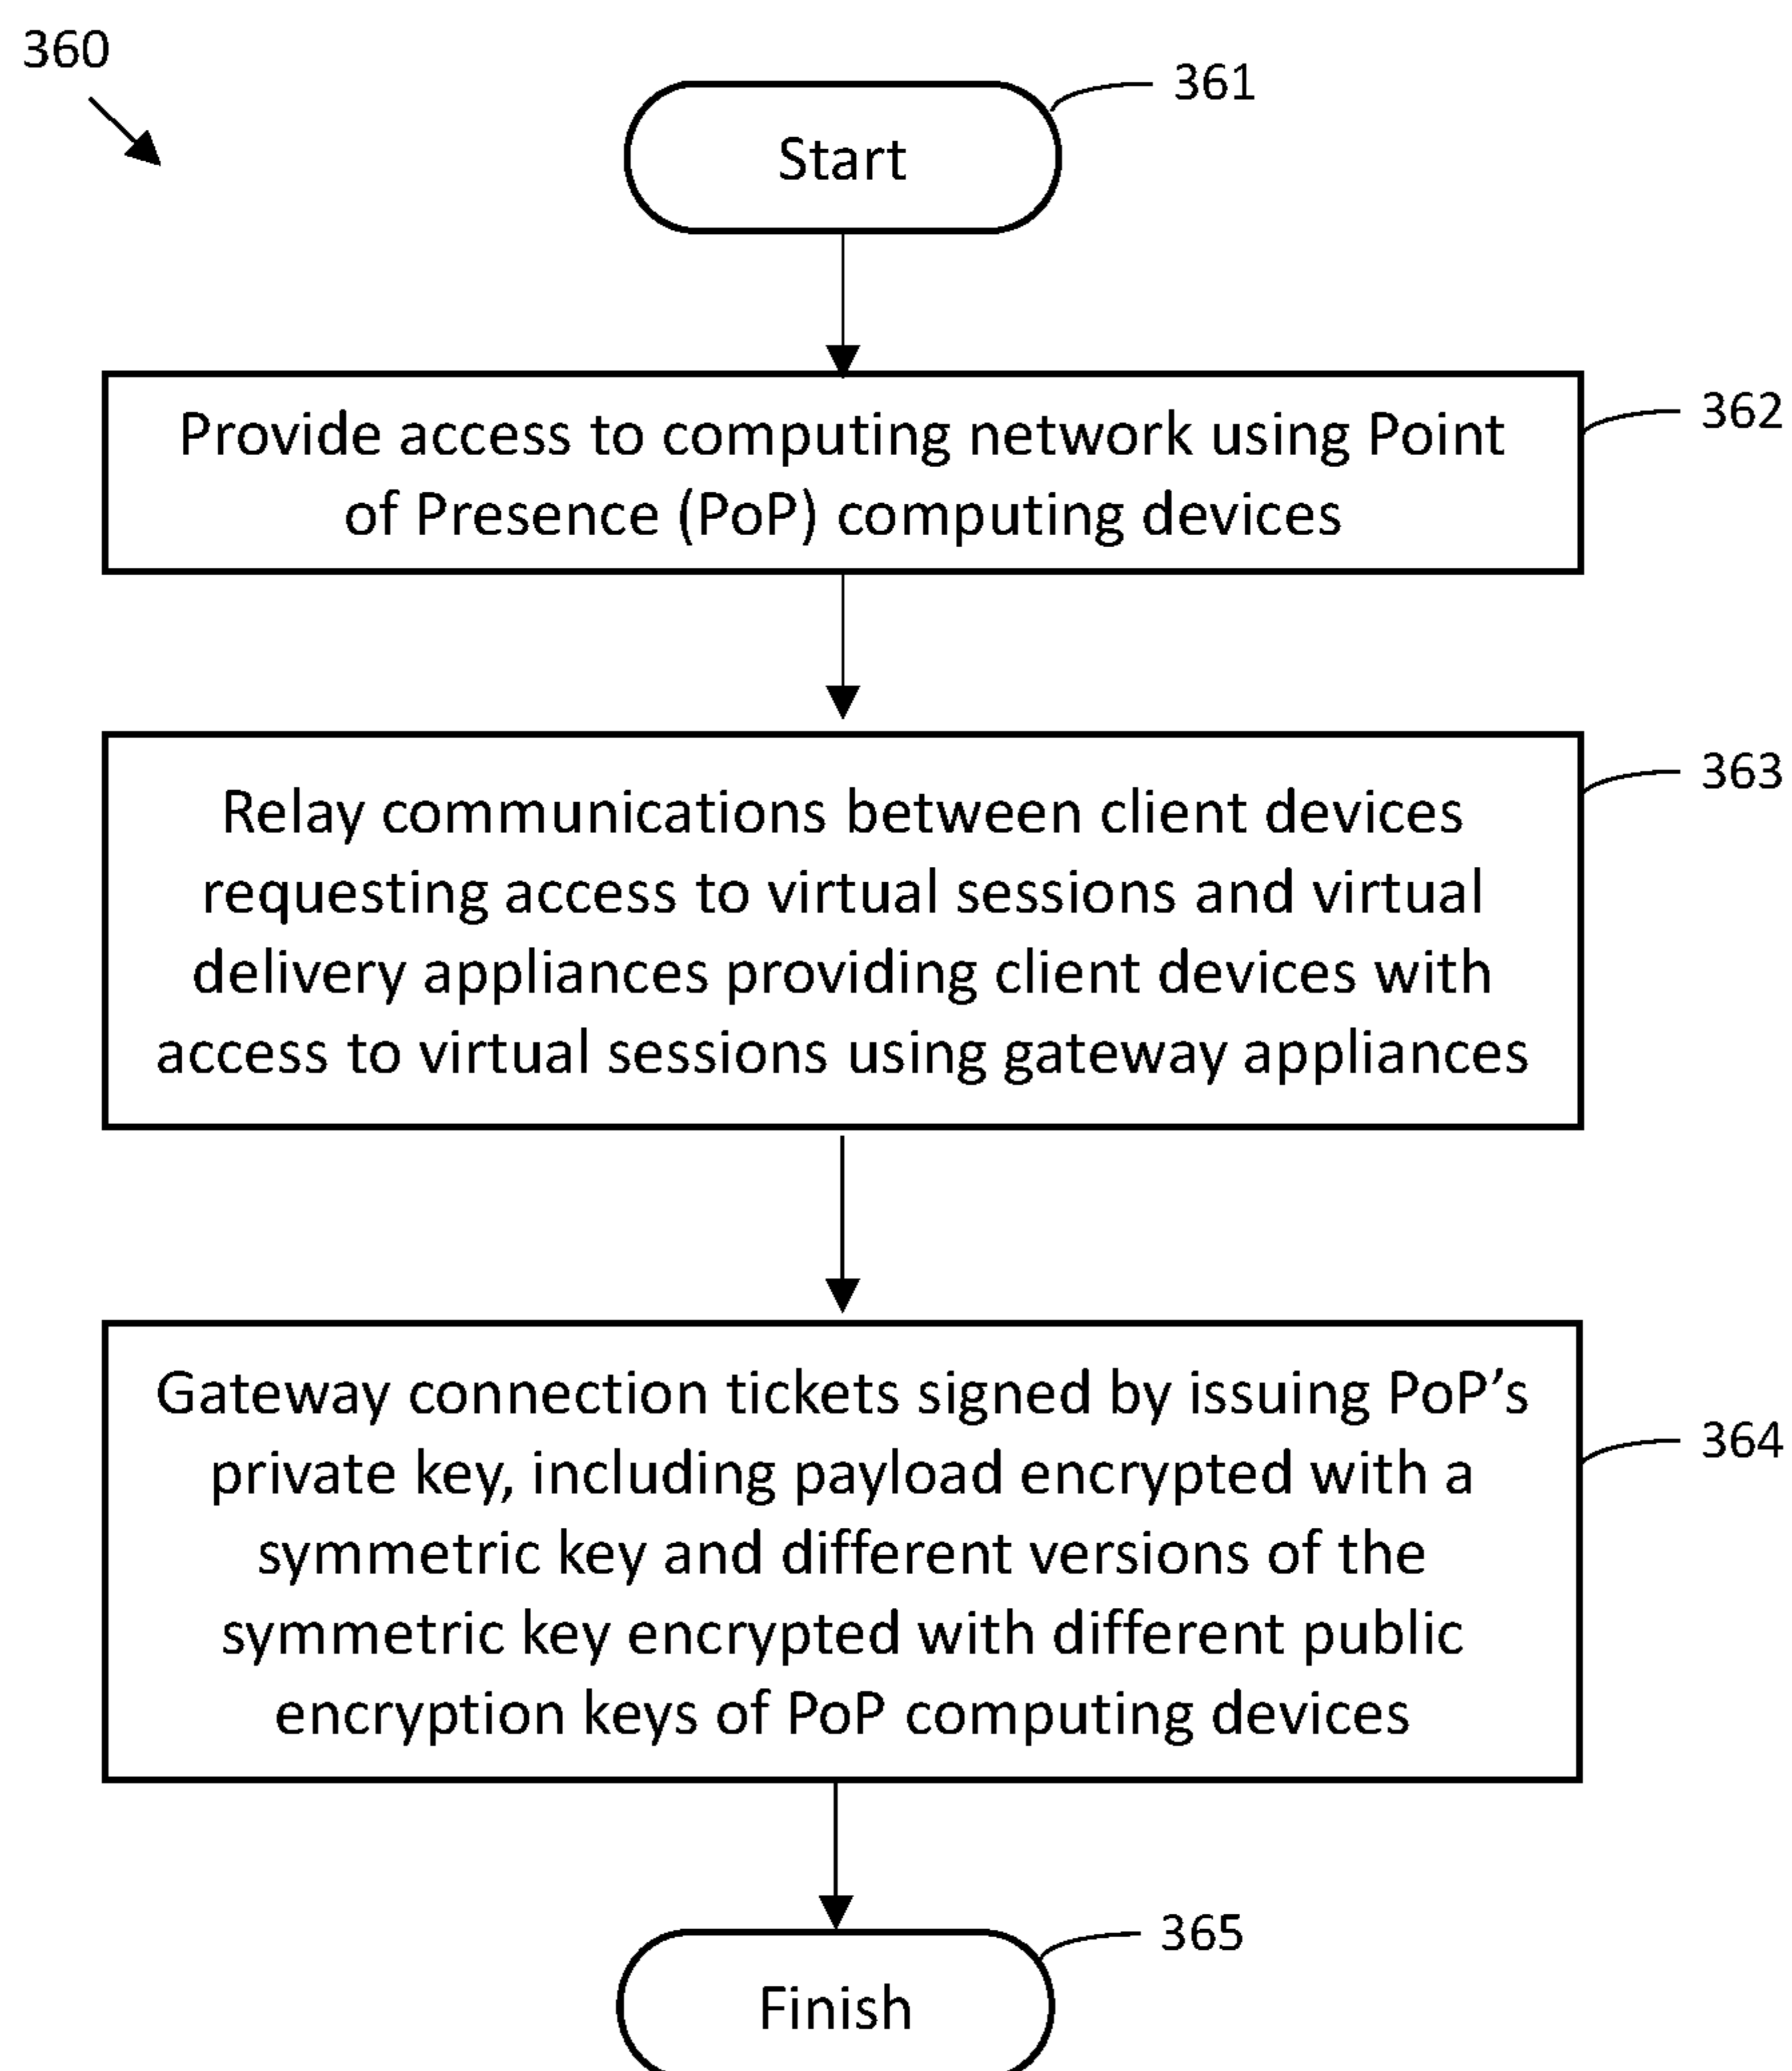 360
361
Start
Provide access to computing network using Point
of Presence (PoP) computing devices
362
Relay communications between client devices
requesting access to virtual sessions and virtual
delivery appliances providing client devices with
access to virtual sessions using gateway appliances
363
Gateway connection tickets signed by issuing PoP’s
private key, including payload encrypted with a
symmetric key and different versions of the
symmetric key encrypted with different public
encryption keys of PoP computing devices
364
365
Finish